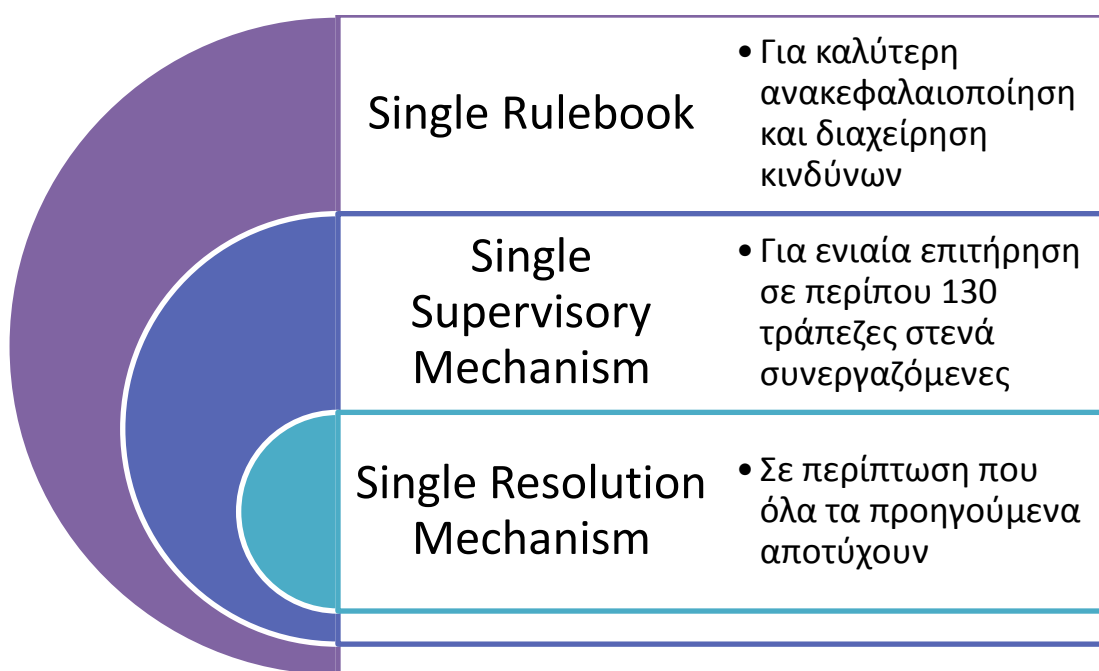 Single Rulebook
• Για καλύτερη
ανακεφαλαιοποίηση
και διαχείρηση
κινδύνων
Single
Supervisory
Mechanism
• Για ενιαία επιτήρηση
σε περίπου 130
τράπεζες στενά
συνεργαζόμενες
Single Resolution
Mechanism
• Σε περίπτωση που
όλα τα προηγούμενα
αποτύχουν